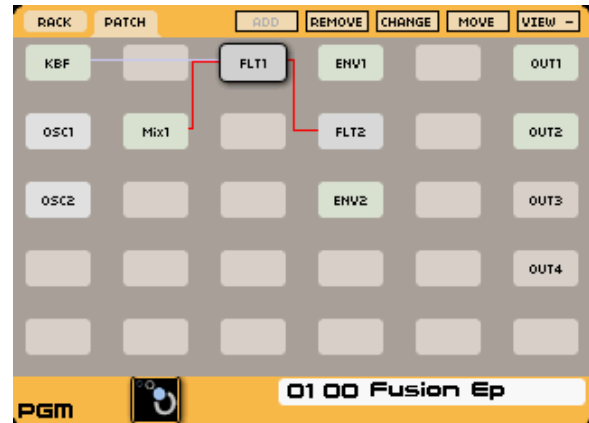 RACK PATCH ADD REMOVE CHANGE MOVE VIEW -
KBF FLT1 ENV1 OUT1
OSC1 Mix1 FLT2 OUT2
OSC2 ENV2 OUT3
OUT4
01 00 Fusion Ep
PGM